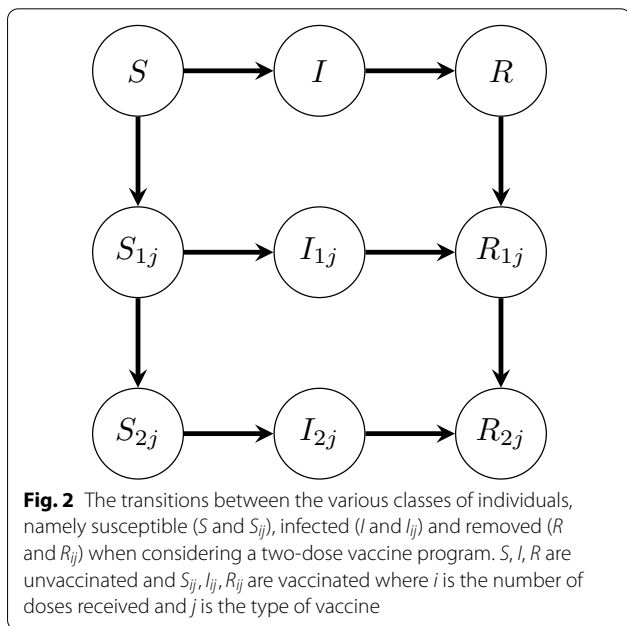 S I R
S1j I1j R1j
S2j I2j R2j
Fig. 2 The transitions between the various classes of individuals,
namely susceptible (S and Sij), infected (I and Iij) and removed (R
and Rij) when considering a two-dose vaccine program. S, I, R are
unvaccinated and Sij, Iij, Rij are vaccinated where i is the number of
doses received and j is the type of vaccine